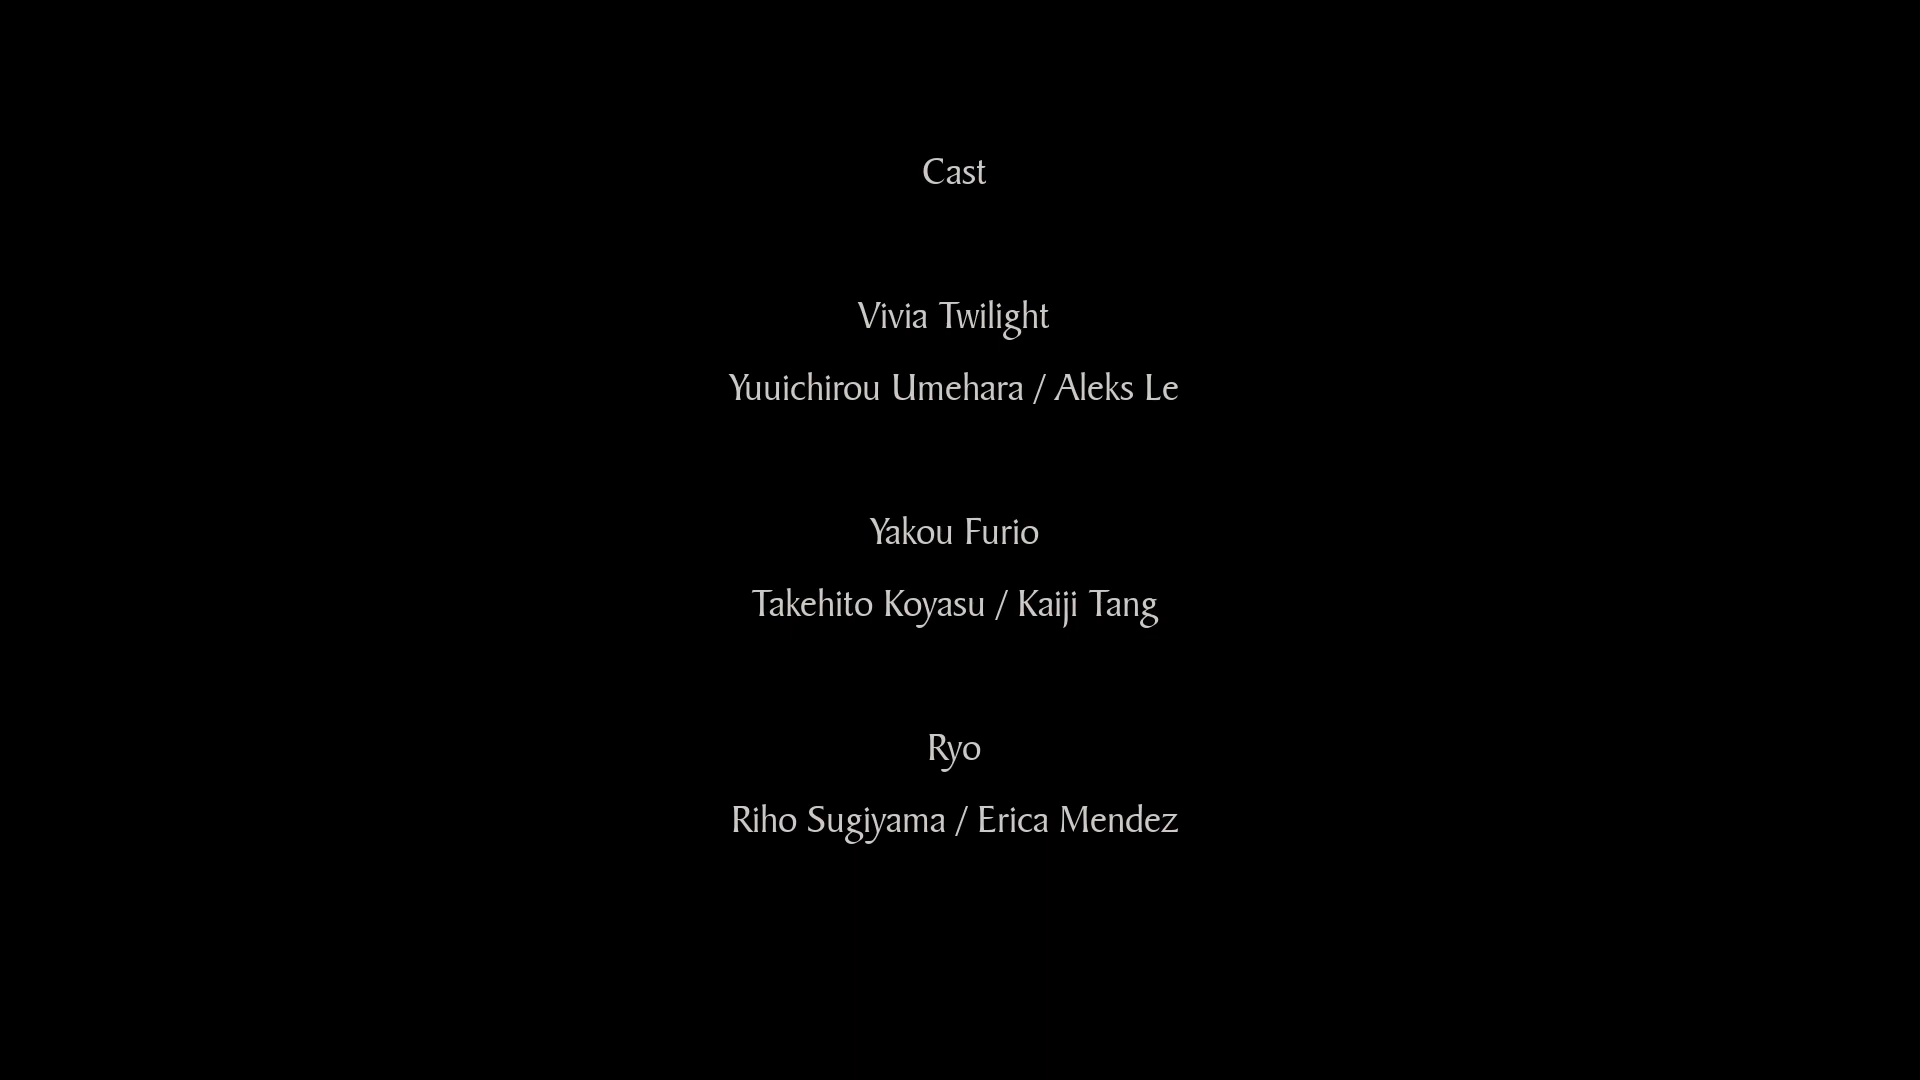 Cast
Vivia Twilight
Yuuichirou Umehara / Aleks Le
Yakou Furio
Takehito Koyasu / Kaiji Tang
Ryo
Riho Sugiyama / Erica Mendez